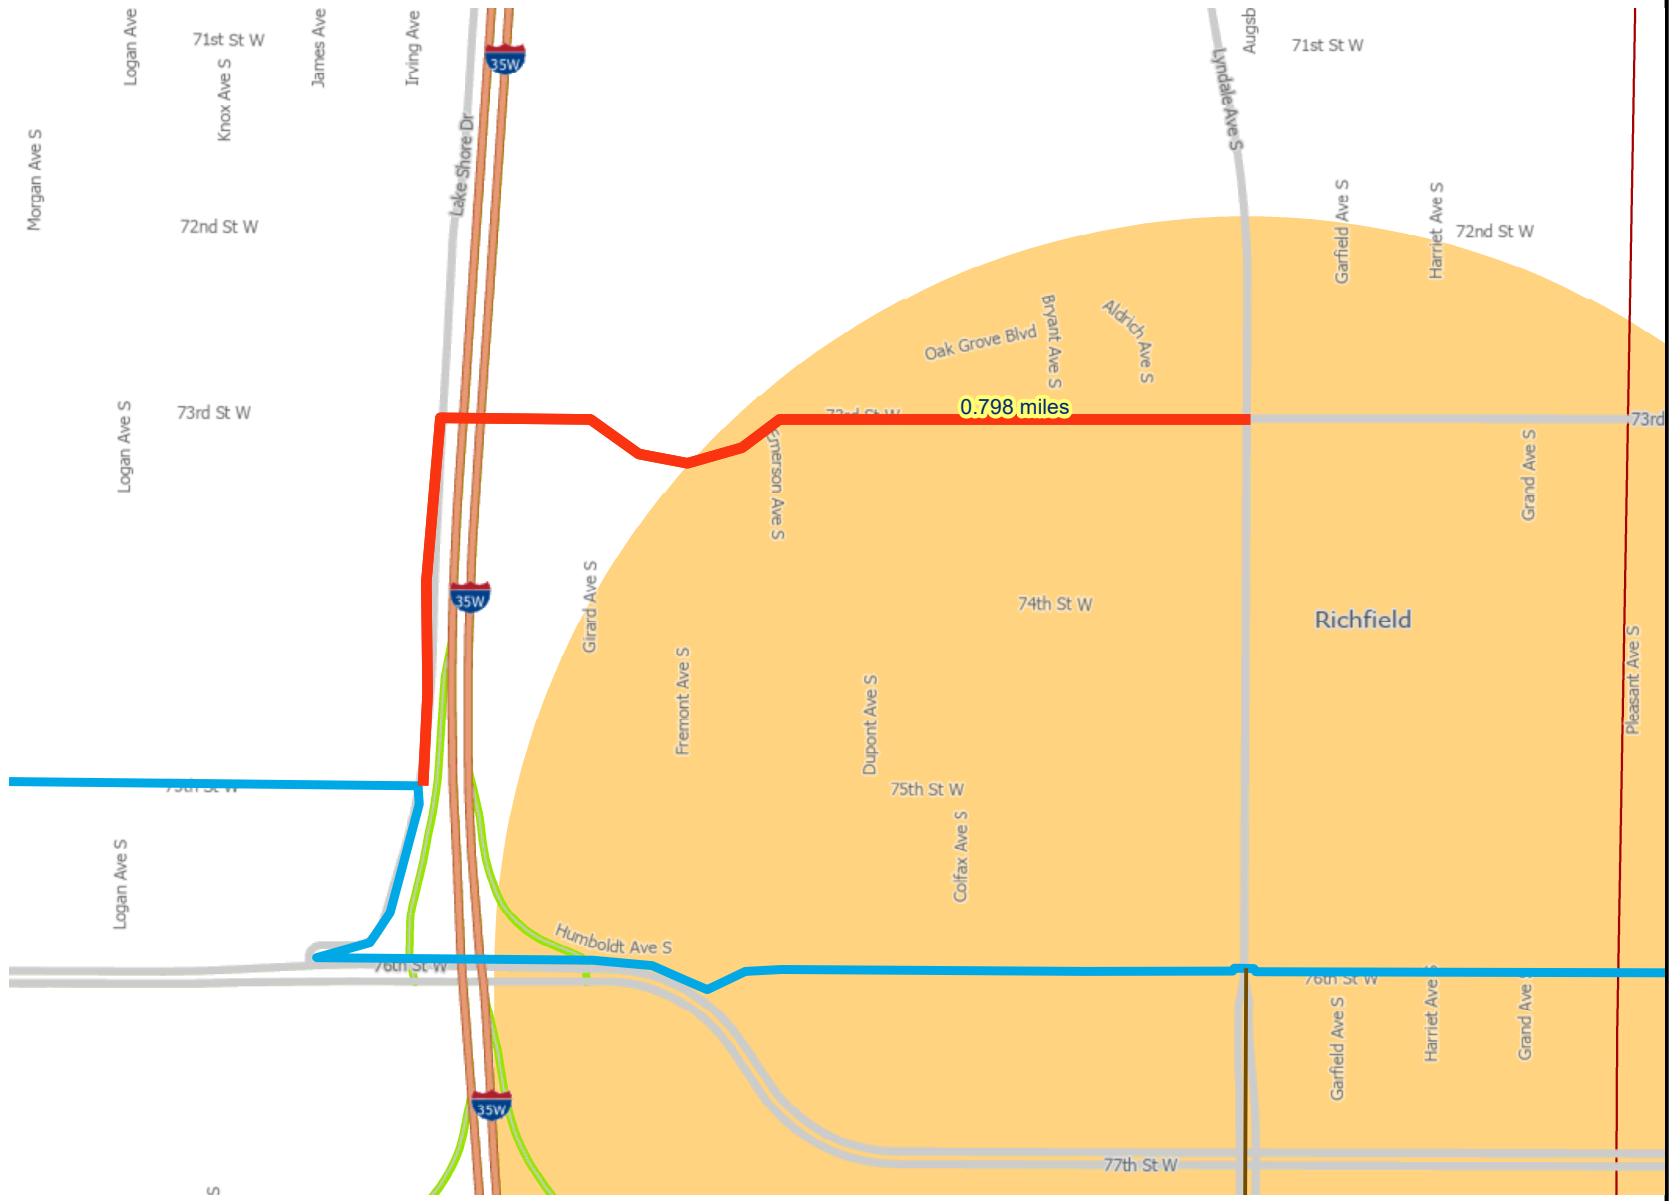 Logan Ave
71st St W
Knox Ave S
James Ave
Irving Ave
35W
Lyndale Ave S
Augsb
71st St W
Morgan Ave S
Lake Shore Dr
72nd St W
Garfield Ave S
Harriet Ave S
72nd St W
Oak Grove Blvd
Bryant Ave S
Aldrich Ave S
Logan Ave S
73rd St W
73rd St W
0.798 miles
73rd
Emerson Ave S
Grand Ave S
35W
Girard Ave S
74th St W
Richfield
Fremont Ave S
Dupont Ave S
Pleasant Ave S
75th St W
75th St W
Logan Ave S
Colfax Ave S
Humboldt Ave S
76th St W
76th St W
Garfield Ave S
Harriet Ave S
Grand Ave S
35W
77th St W
S